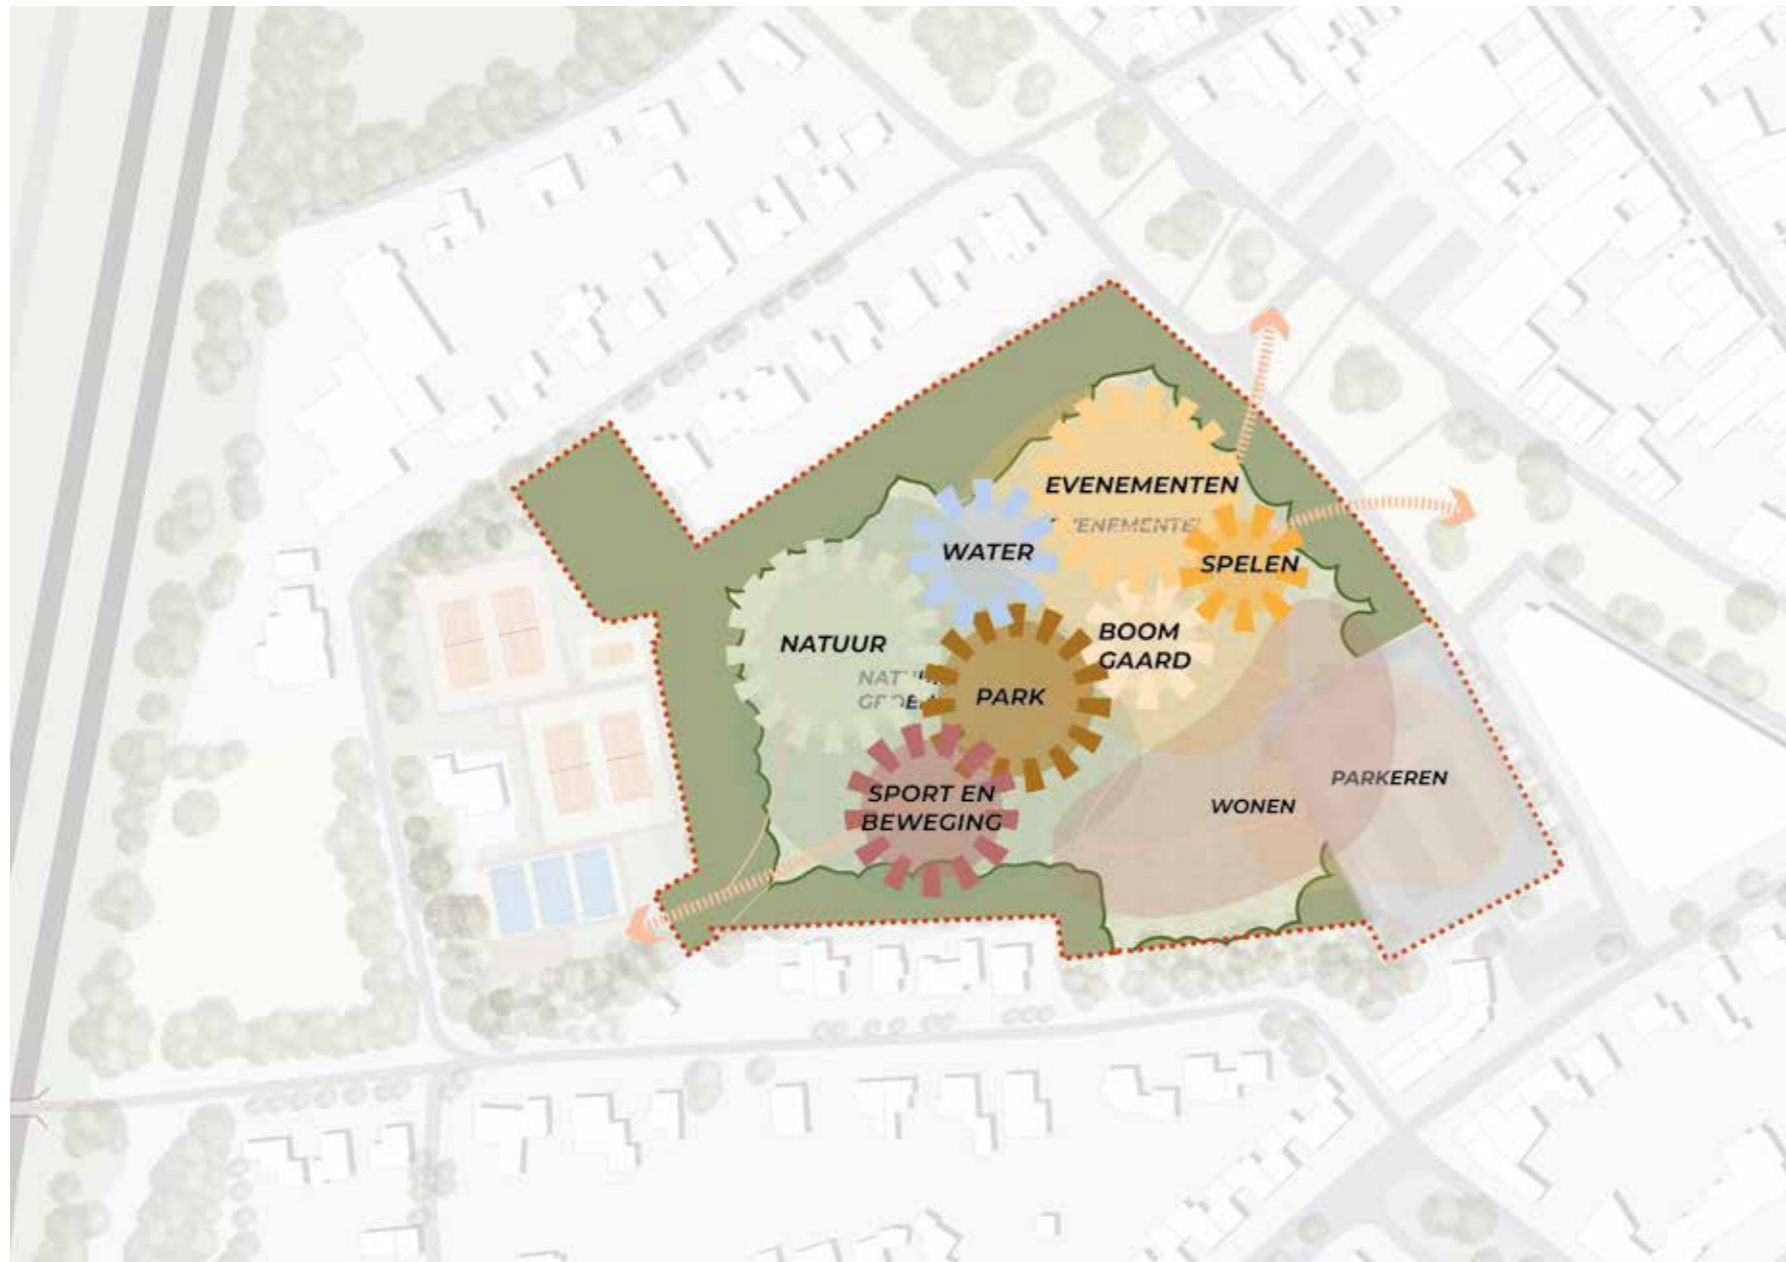 EVENEMENTEN
WATER
SPELEN
NATUUR
BOOM
GAARD
PARK
SPORT EN
BEWEGING
WONEN
PARKEREN